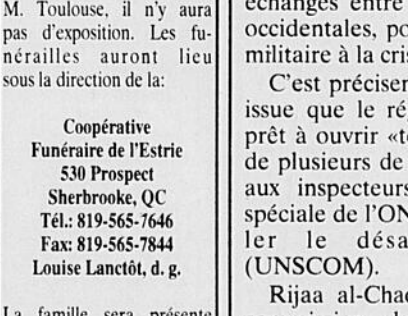 M. Toulouse, il n'y aura
pas d'exposition. Les fu-
nérailles auront lieu
sous la direction de la:
Coopérative
Funéraire de l'Estrie
530 Prospect
Sherbrooke, QC
Tél.: 819-565-7646
Fax: 819-565-7844
Louise Lanctôt, d. g.
La famille sera présente
échanges entre
occidentales, po
militaire à la cris
C'est préciser
issue que le ré
prêt à ouvrir «t
de plusieurs de
aux inspecteurs
spéciale de l'ON
ler le désa
(UNSCOM).
Rijaa al-Chad